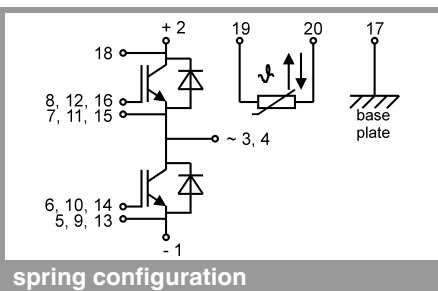 + 2
19
20
17
18
ϑ
8, 12, 16
7, 11, 15
base
plate
~ 3, 4
6, 10, 14
5, 9, 13
- 1
spring configuration